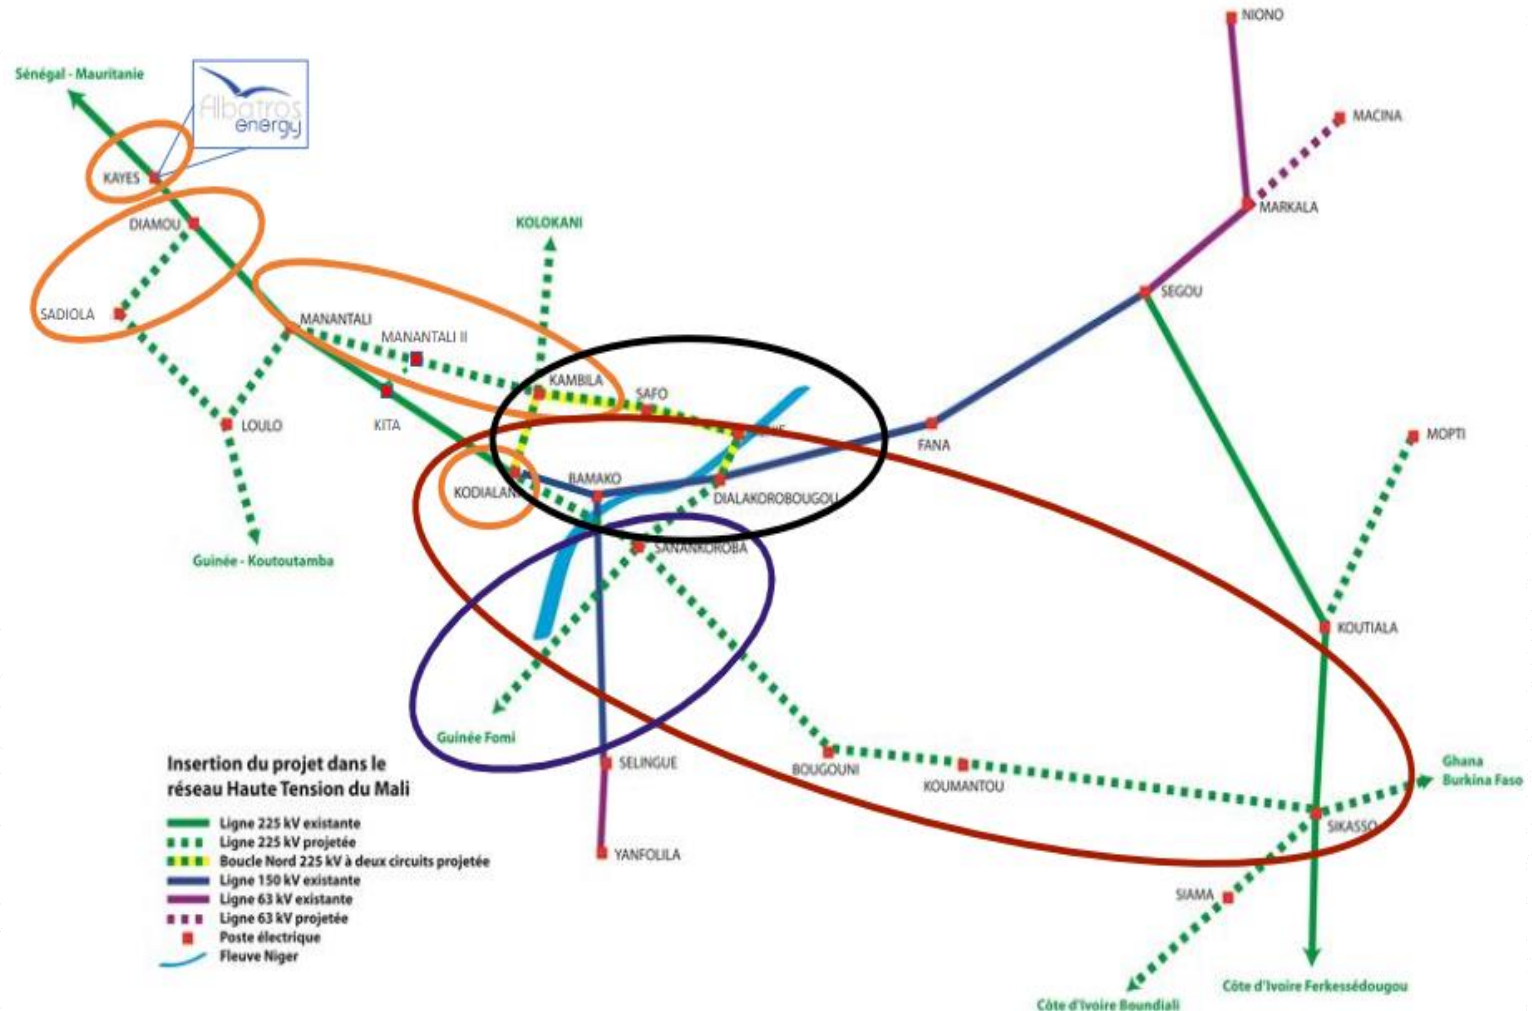 NIONO
Sénégal - Mauritanie
Albatros
energy
MACINA
KAYES
MARKALA
DIAMOU
KOLOKANI
SEGOU
SADIOLA
MANANTALI
MANANTALI II
KAMBILA
SAFO
LOULO
KITA
FANA
MOPTI
BAMAKO
KODIALANI
DIALAKOROBOUGOU
SANANKOROBA
Guinée - Koutoutamba
KOUTIALA
Guinée Fomi
SELINGUE
BOUGOUNI
KOUMANTOU
Ghana
Burkina Faso
SIKASSO
YANFOLILA
SIAMA
Côte d'Ivoire Ferkessédougou
Côte d'Ivoire Boundiali
Insertion du projet dans le
réseau Haute Tension du Mali
Ligne 225 kV existante
Ligne 225 kV projetée
Boucle Nord 225 kV à deux circuits projetée
Ligne 150 kV existante
Ligne 63 kV existante
Ligne 63 kV projetée
Poste électrique
Fleuve Niger